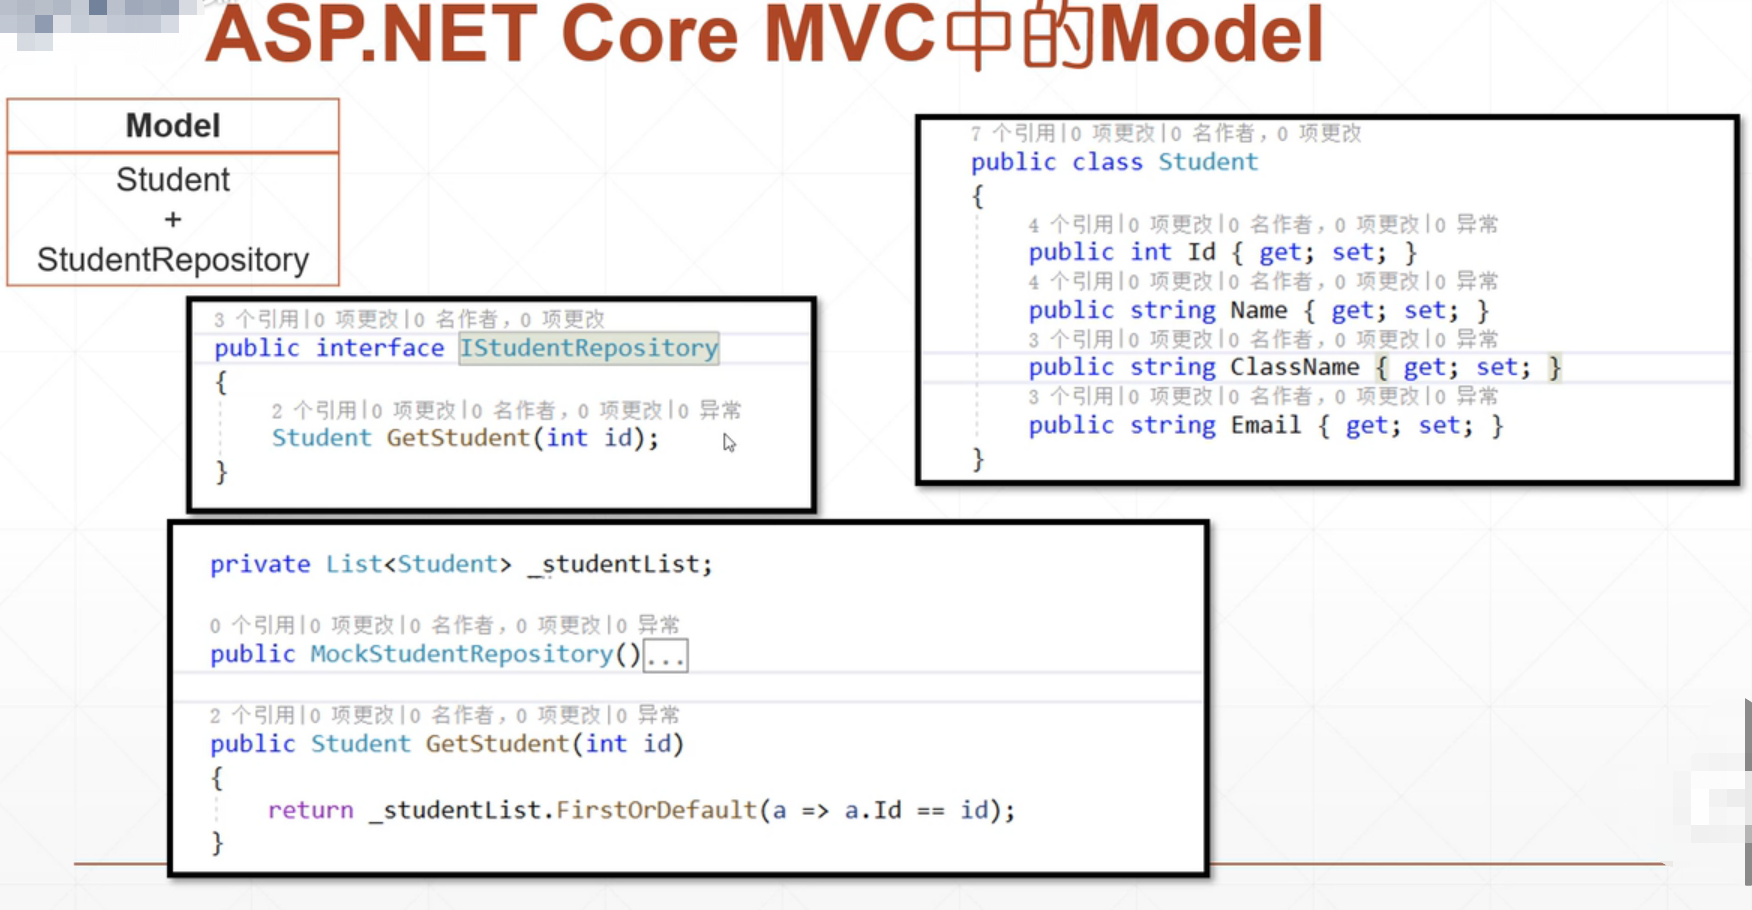 ASP.NET Core MVC中的Model
Model
Student
+
StudentRepository
3 个引用|0 项更改|0 名作者, 0 项更改
public interface IStudentRepository
{
2 个引用|0 项更改|0 名作者, 0 项更改|0 异常
Student GetStudent(int id);
}
7 个引用|0 项更改|0 名作者, 0 项更改
public class Student
{
4 个引用|0 项更改|0 名作者, 0 项更改|0 异常
public int Id { get; set; }
4 个引用|0 项更改|0 名作者, 0 项更改|0 异常
public string Name { get; set; }
3 个引用|0 项更改|0 名作者, 0 项更改|0 异常
public string ClassName { get; set; }
3 个引用|0 项更改|0 名作者, 0 项更改|0 异常
public string Email { get; set; }
}
private List<Student> _studentList;
0 个引用|0 项更改|0 名作者, 0 项更改|0 异常
public MockStudentRepository()...
2 个引用|0 项更改|0 名作者, 0 项更改|0 异常
public Student GetStudent(int id)
{
return _studentList.FirstOrDefault(a => a.Id == id);
}